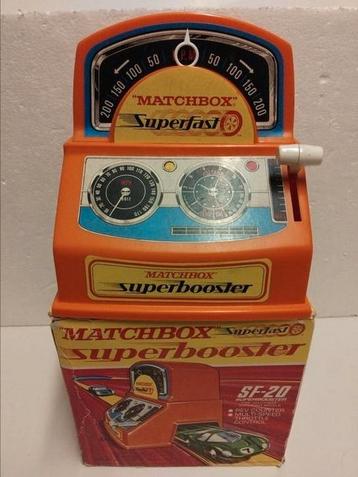 200 150 100 50 50 100 150 200
"MATCHBOX"
Superfast
MATCHBOX
superbooster
"MATCHBOX" Superfast
superbooster
SF-20
SUPERBOOSTER
• REV COUNTER
• MULTI-SPEED
THROTTLE
CONTROL